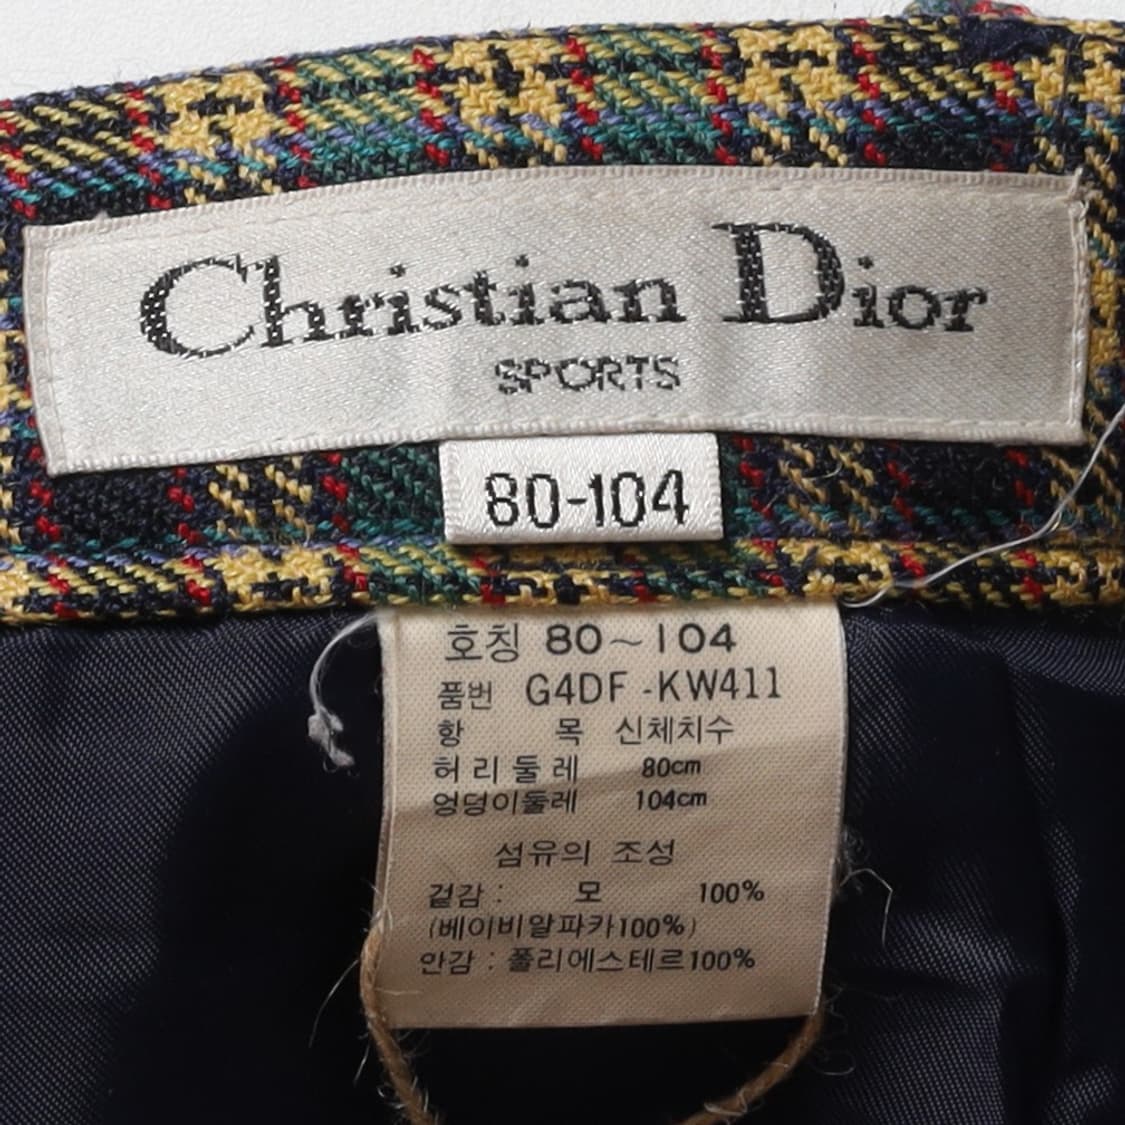 Christian Dior
SPORTS
80-104
호칭 80~104
품번 G4DF-KW411
항 목 신체치수
허리둘레 80cm
엉덩이둘레 104cm
섬유의 조성
겉감 : 모 100%
(베이비알파카100%)
안감 : 폴리에스테르100%